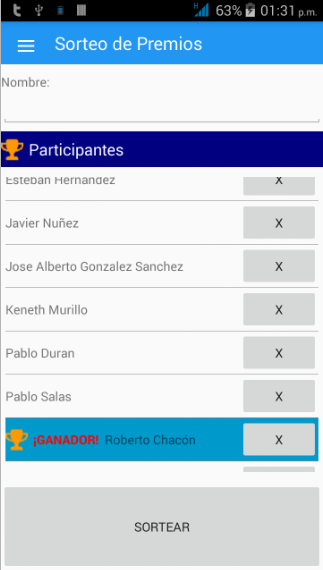 63% 01:31 p.m.
Sorteo de Premios
Nombre:
Participantes
Esteban Hernandez X
Javier Nuñez X
Jose Alberto Gonzalez Sanchez X
Keneth Murillo X
Pablo Duran X
Pablo Salas X
¡GANADOR! Roberto Chacón X
SORTEAR